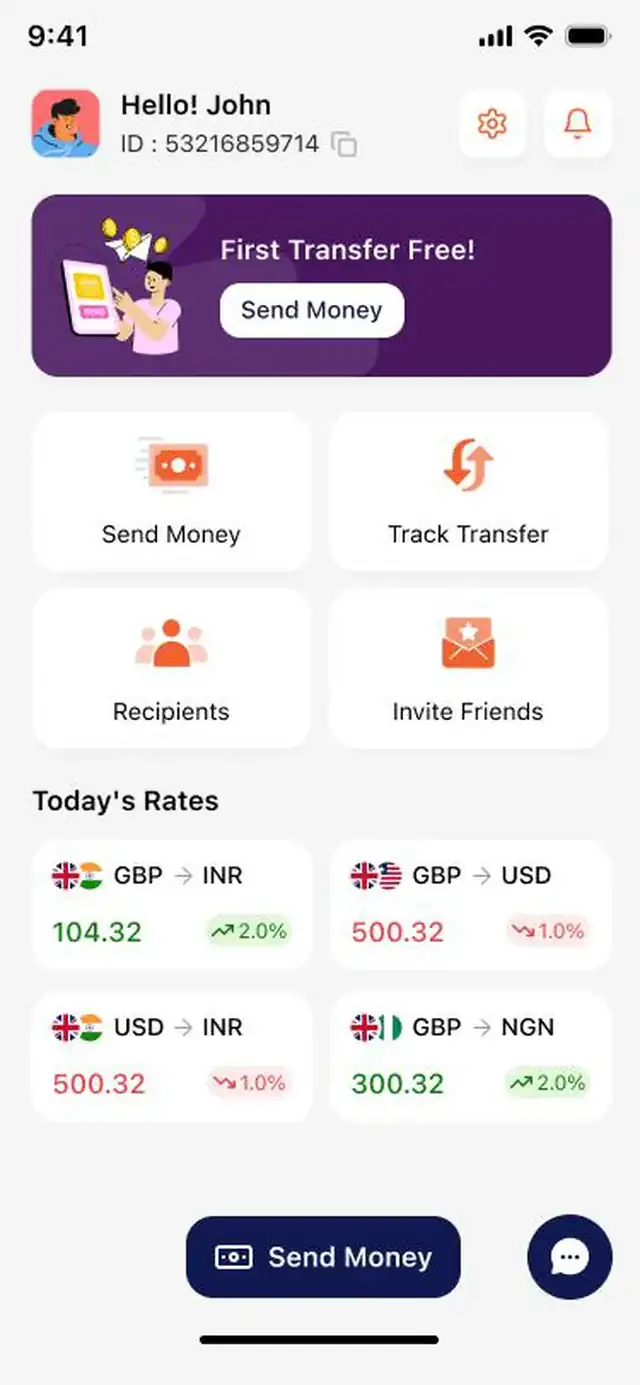 9:41
Hello! John
ID : 53216859714
First Transfer Free!
Send Money
Send Money
Track Transfer
Recipients
Invite Friends
Today's Rates
GBP → INR
104.32 2.0%
GBP → USD
500.32 1.0%
USD → INR
500.32 1.0%
GBP → NGN
300.32 2.0%
Send Money